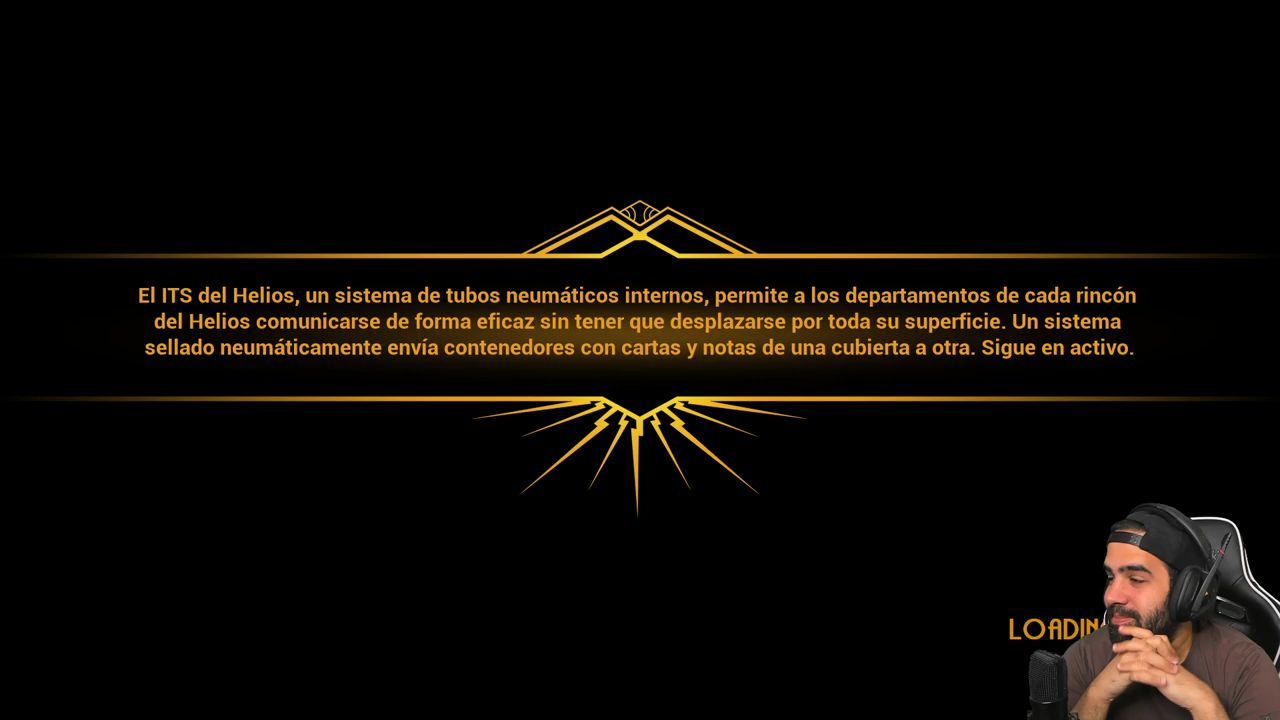 El ITS del Helios, un sistema de tubos neumáticos internos, permite a los departamentos de cada rincón
del Helios comunicarse de forma eficaz sin tener que desplazarse por toda su superficie. Un sistema
sellado neumáticamente envía contenedores con cartas y notas de una cubierta a otra. Sigue en activo.